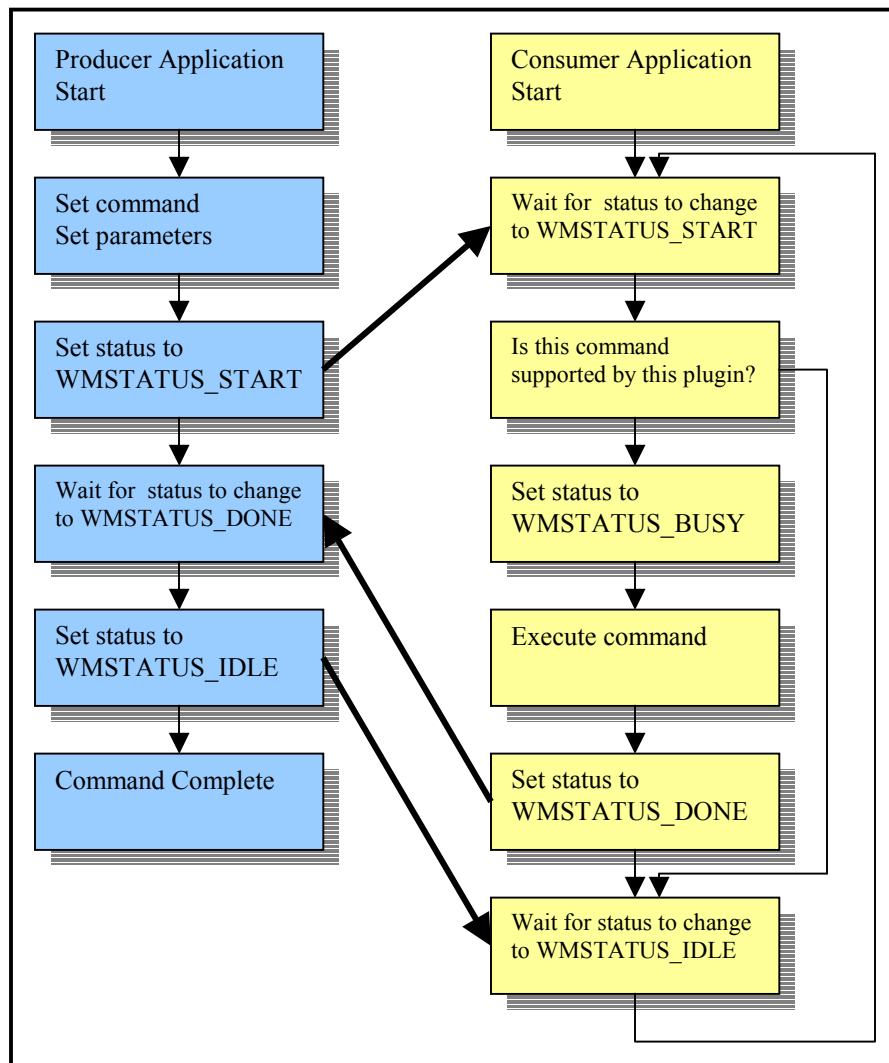 Producer Application
Start
Set command
Set parameters
Set status to
WMSTATUS_START
Wait for status to change
to WMSTATUS_DONE
Set status to
WMSTATUS_IDLE
Command Complete
Consumer Application
Start
Wait for status to change
to WMSTATUS_START
Is this command
supported by this plugin?
Set status to
WMSTATUS_BUSY
Execute command
Set status to
WMSTATUS_DONE
Wait for status to change
to WMSTATUS_IDLE